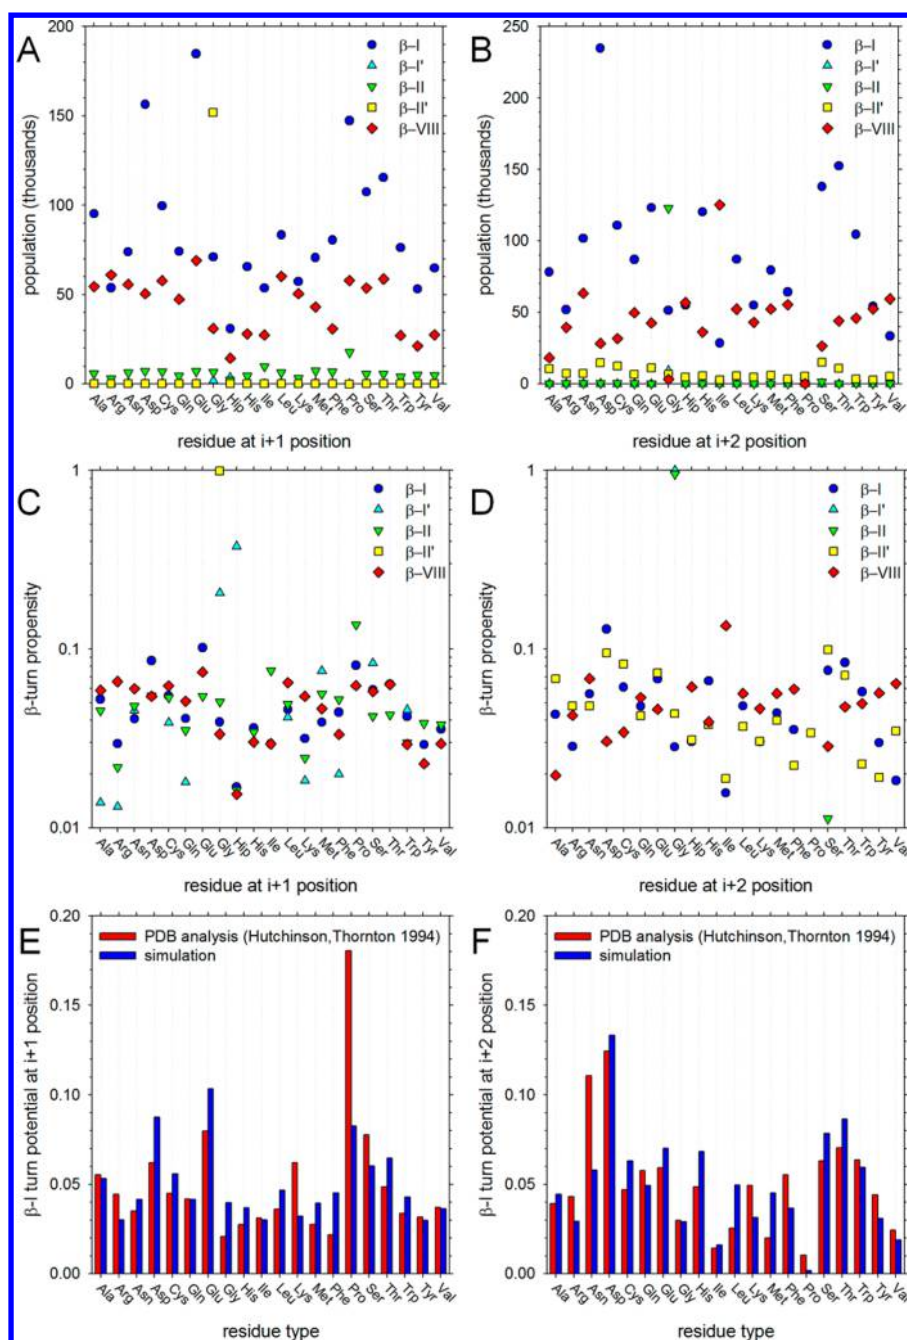 A
β–I
β–I'
β–II
β–II'
β–VIII
population (thousands)
200
150
100
50
0
Ala Arg Asn Asp Cys Gln Glu Gly Hip His Ile Leu Lys Met Phe Pro Ser Thr Trp Tyr Val
residue at i+1 position
B
β–I
β–I'
β–II
β–II'
β–VIII
population (thousands)
250
200
150
100
50
0
Ala Arg Asn Asp Cys Gln Glu Gly Hip His Ile Leu Lys Met Phe Pro Ser Thr Trp Tyr Val
residue at i+2 position
C
β–I
β–I'
β–II
β–II'
β–VIII
β-turn propensity
1
0.1
0.01
Ala Arg Asn Asp Cys Gln Glu Gly Hip His Ile Leu Lys Met Phe Pro Ser Thr Trp Tyr Val
residue at i+1 position
D
β–I
β–I'
β–II
β–II'
β–VIII
β-turn propensity
1
0.1
0.01
Ala Arg Asn Asp Cys Gln Glu Gly Hip His Ile Leu Lys Met Phe Pro Ser Thr Trp Tyr Val
residue at i+2 position
E
PDB analysis (Hutchinson,Thornton 1994)
simulation
β-I turn potential at i+1 position
0.20
0.15
0.10
0.05
0.00
Ala Arg Asn Asp Cys Gln Glu Gly His Ile Leu Lys Met Phe Pro Ser Thr Trp Tyr Val
residue type
F
PDB analysis (Hutchinson,Thornton 1994)
simulation
β-I turn potential at i+2 position
0.20
0.15
0.10
0.05
0.00
Ala Arg Asn Asp Cys Gln Glu Gly His Ile Leu Lys Met Phe Pro Ser Thr Trp Tyr Val
residue type